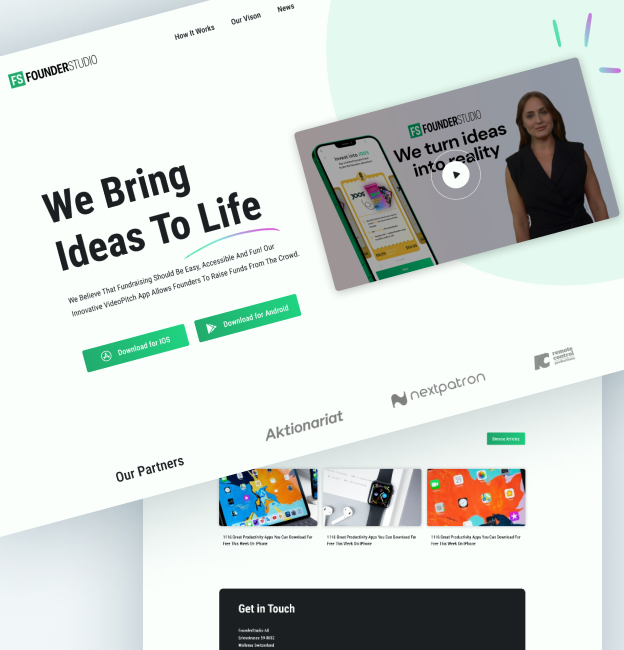 How It Works
Our Vison
News
FS FOUNDERSTUDIO
We Bring
Ideas To Life
We Believe That Fundraising Should Be Easy, Accessible And Fun! Our
Innovative VideoPitch App Allows Founders To Raise Funds From The Crowd.
Download for IOS
Download for Android
FS FOUNDERSTUDIO
We turn ideas
into reality
Invest into
Our Partners
Aktionariat
nextpatron
remote
control
productions
Browse Articles
11 16 Great Productivity Apps You Can Download For
Free This Week On IPhone
11 16 Great Productivity Apps You Can Download For
Free This Week On IPhone
11 16 Great Productivity Apps You Can Download For
Free This Week On IPhone
Get in Touch
FounderStudio AG